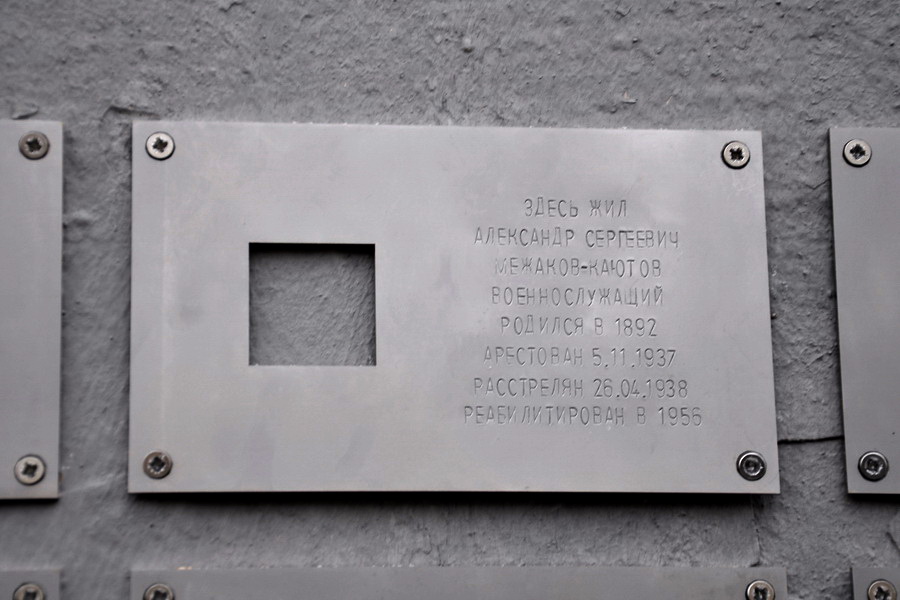 ЗДЕСЬ ЖИЛ
АЛЕКСАНДР СЕРГЕЕВИЧ
МЕЖАКОВ-КАЮТОВ
ВОЕННОСЛУЖАЩИЙ
РОДИЛСЯ В 1892
АРЕСТОВАН 5.11.1937
РАССТРЕЛЯН 26.04.1938
РЕАБИЛИТИРОВАН В 1956